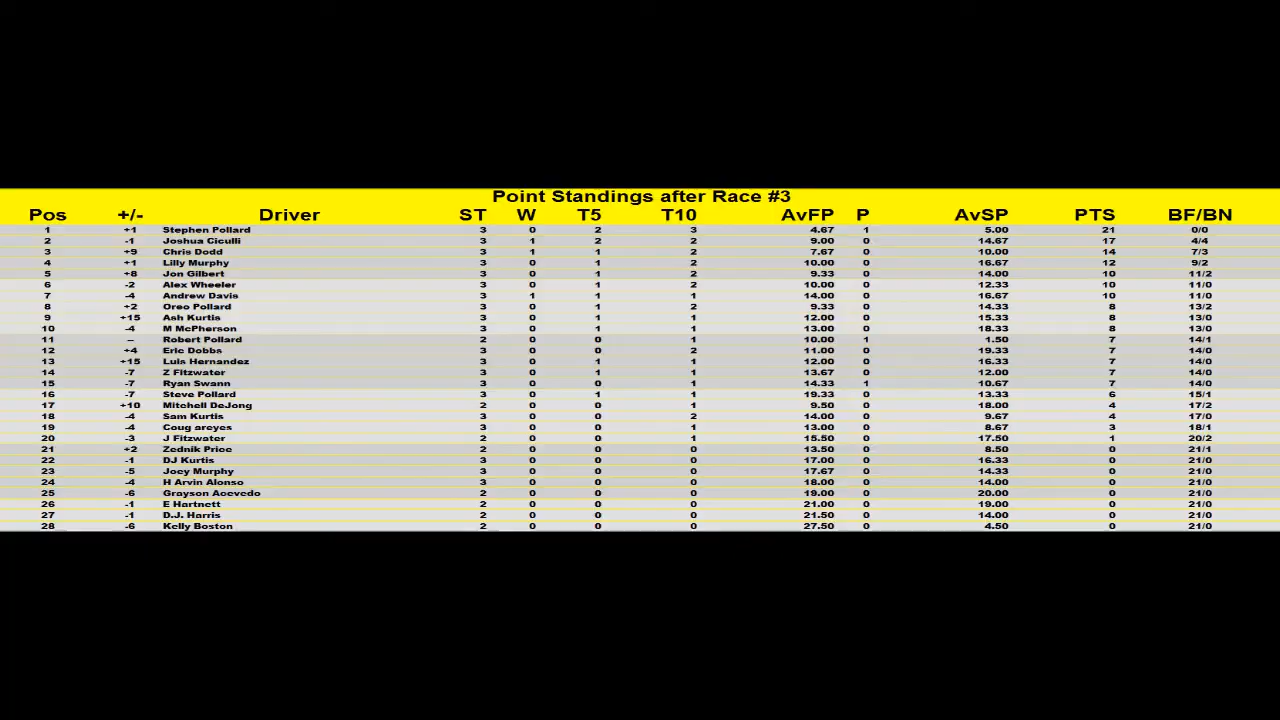 Point Standings after Race #3
Pos +/- Driver ST W T5 T10 AvFP P AvSP PTS BF/BN
1 +1 Stephen Pollard 3 0 2 3 4.67 1 5.00 21 0/0
2 -1 Joshua Ciculli 3 1 2 2 9.00 0 14.67 17 4/4
3 +9 Chris Dodd 3 1 1 2 7.67 0 10.00 14 7/3
4 +1 Lilly Murphy 3 0 1 2 10.00 0 16.67 12 9/2
5 +8 Jon Gilbert 3 0 1 2 9.33 0 14.00 10 11/2
6 -2 Alex Wheeler 3 0 1 2 10.00 0 12.33 10 11/0
7 -4 Andrew Davis 3 1 1 1 14.00 0 16.67 10 11/0
8 +2 Oreo Pollard 3 0 1 2 9.33 0 14.33 8 13/2
9 +15 Ash Kurtis 3 0 1 1 12.00 0 15.33 8 13/0
10 -4 M McPherson 3 0 1 1 13.00 0 18.33 8 13/0
11 -- Robert Pollard 2 0 0 1 10.00 1 1.50 7 14/1
12 +4 Eric Dobbs 3 0 0 2 11.00 0 19.33 7 14/0
13 +15 Luis Hernandez 3 0 1 1 12.00 0 16.33 7 14/0
14 -7 Z Fitzwater 3 0 1 1 13.67 0 12.00 7 14/0
15 -7 Ryan Swann 3 0 0 1 14.33 1 10.67 7 14/0
16 -7 Steve Pollard 3 0 1 1 19.33 0 13.33 6 15/1
17 +10 Mitchell DeJong 2 0 0 1 9.50 0 18.00 4 17/2
18 -4 Sam Kurtis 3 0 0 2 14.00 0 9.67 4 17/0
19 -4 Coug areyes 3 0 0 1 13.00 0 8.67 3 18/1
20 -3 J Fitzwater 2 0 0 1 15.50 0 17.50 1 20/2
21 +2 Zednik Price 2 0 0 0 13.50 0 8.50 0 21/1
22 -1 DJ Kurtis 3 0 0 0 17.00 0 16.33 0 21/0
23 -5 Joey Murphy 3 0 0 0 17.67 0 14.33 0 21/0
24 -4 H Arvin Alonso 3 0 0 0 18.00 0 14.00 0 21/0
25 -6 Grayson Acevedo 2 0 0 0 19.00 0 20.00 0 21/0
26 -1 E Hartnett 2 0 0 0 21.00 0 19.00 0 21/0
27 -1 D.J. Harris 2 0 0 0 21.50 0 14.00 0 21/0
28 -6 Kelly Boston 2 0 0 0 27.50 0 4.50 0 21/0